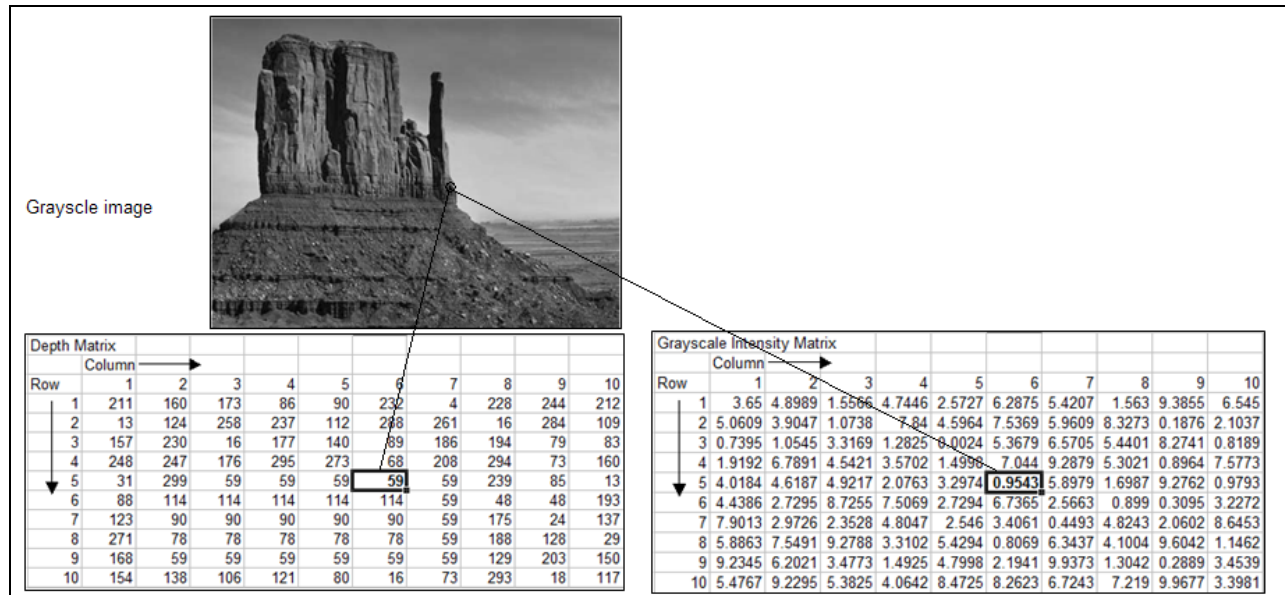 Grayscle image
Depth Matrix
Column
Row 1 2 3 4 5 6 7 8 9 10
1 211 160 173 86 90 232 4 228 244 212
2 13 124 258 237 112 288 261 16 284 109
3 157 230 16 177 140 89 186 194 79 83
4 248 247 176 295 273 68 208 294 73 160
5 31 299 59 59 59 59 59 239 85 13
6 88 114 114 114 114 114 59 48 48 193
7 123 90 90 90 90 90 59 175 24 137
8 271 78 78 78 78 78 59 188 128 29
9 168 59 59 59 59 59 59 129 203 150
10 154 138 106 121 80 16 73 293 18 117
Grayscale Intensity Matrix
Column
Row 1 2 3 4 5 6 7 8 9 10
1 3.65 4.8989 1.5566 4.7446 2.5727 6.2875 5.4207 1.563 9.3855 6.545
2 5.0609 3.9047 1.0738 7.84 4.5964 7.5369 5.9609 8.3273 0.1876 2.1037
3 0.7395 1.0545 3.3169 1.2825 0.0024 5.3679 6.5705 5.4401 8.2741 0.8189
4 1.9192 6.7891 4.5421 3.5702 1.4998 7.044 9.2879 5.3021 0.8964 7.5773
5 4.0184 4.6187 4.9217 2.0763 3.2974 0.9543 5.8979 1.6987 9.2762 0.9793
6 4.4386 2.7295 8.7255 7.5069 2.7294 6.7365 2.5663 0.899 0.3095 3.2272
7 7.9013 2.9726 2.3528 4.8047 2.546 3.4061 0.4493 4.8243 2.0602 8.6453
8 5.8863 7.5491 9.2788 3.3102 5.4294 0.8069 6.3437 4.1004 9.6042 1.1462
9 9.2345 6.2021 3.4773 1.4925 4.7998 2.1941 9.9373 1.3042 0.2889 3.4539
10 5.4767 9.2295 5.3825 4.0642 8.4725 8.2623 6.7243 7.219 9.9677 3.3981